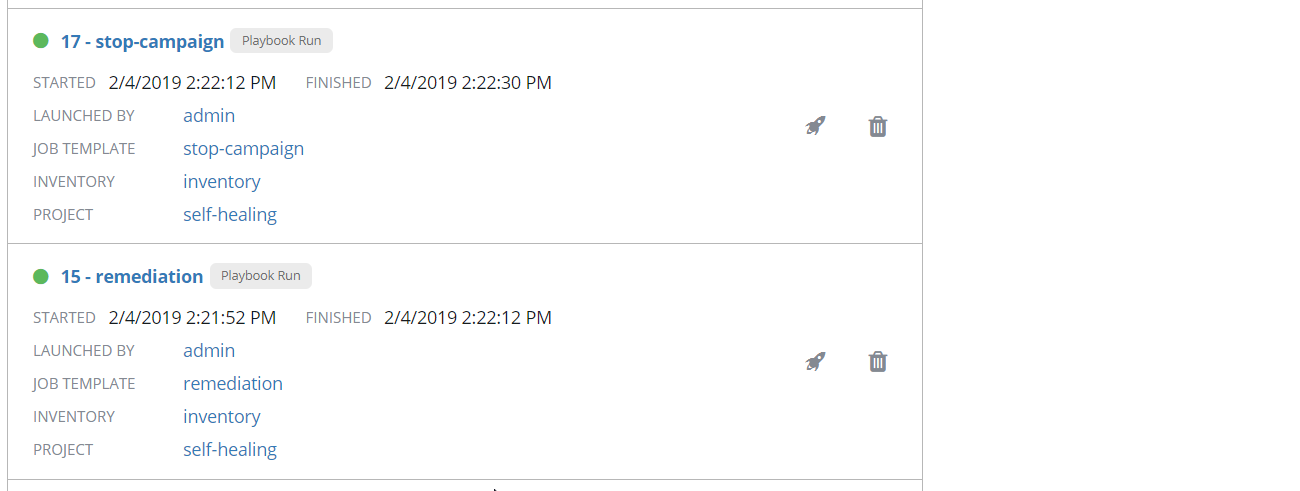 17 - stop-campaign Playbook Run
STARTED 2/4/2019 2:22:12 PM FINISHED 2/4/2019 2:22:30 PM
LAUNCHED BY admin
JOB TEMPLATE stop-campaign
INVENTORY inventory
PROJECT self-healing
15 - remediation Playbook Run
STARTED 2/4/2019 2:21:52 PM FINISHED 2/4/2019 2:22:12 PM
LAUNCHED BY admin
JOB TEMPLATE remediation
INVENTORY inventory
PROJECT self-healing